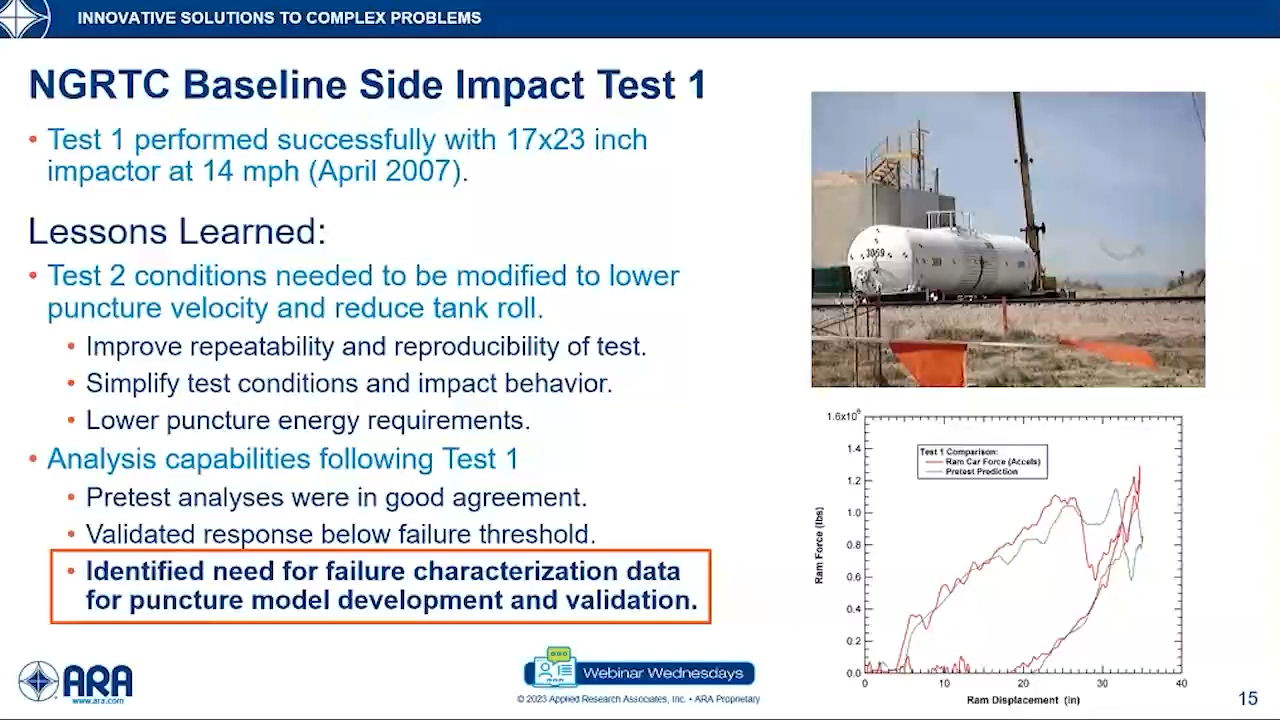 INNOVATIVE SOLUTIONS TO COMPLEX PROBLEMS
NGRTC Baseline Side Impact Test 1
• Test 1 performed successfully with 17x23 inch
impactor at 14 mph (April 2007).
Lessons Learned:
• Test 2 conditions needed to be modified to lower
puncture velocity and reduce tank roll.
• Improve repeatability and reproducibility of test.
• Simplify test conditions and impact behavior.
• Lower puncture energy requirements.
• Analysis capabilities following Test 1
• Pretest analyses were in good agreement.
• Validated response below failure threshold.
• Identified need for failure characterization data
for puncture model development and validation.
3869
1.6x10⁶
1.4
1.2
1.0
0.8
0.6
0.4
0.2
0.0
Ram Force (lbs)
Test 1 Comparison:
Ram Car Force (Accels)
Pretest Prediction
0 10 20 30 40
Ram Displacement (in)
ARA
www.ara.com
Webinar Wednesdays
© 2023 Applied Research Associates, Inc. • ARA Proprietary
15